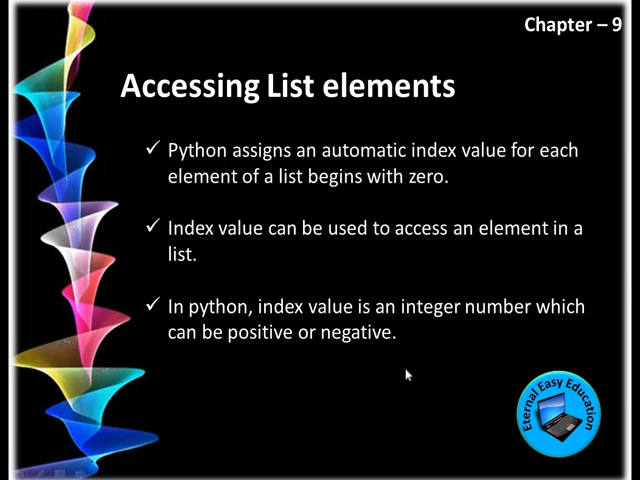 Chapter – 9
Accessing List elements
✓ Python assigns an automatic index value for each
element of a list begins with zero.
✓ Index value can be used to access an element in a
list.
✓ In python, index value is an integer number which
can be positive or negative.
Eternal Easy Education